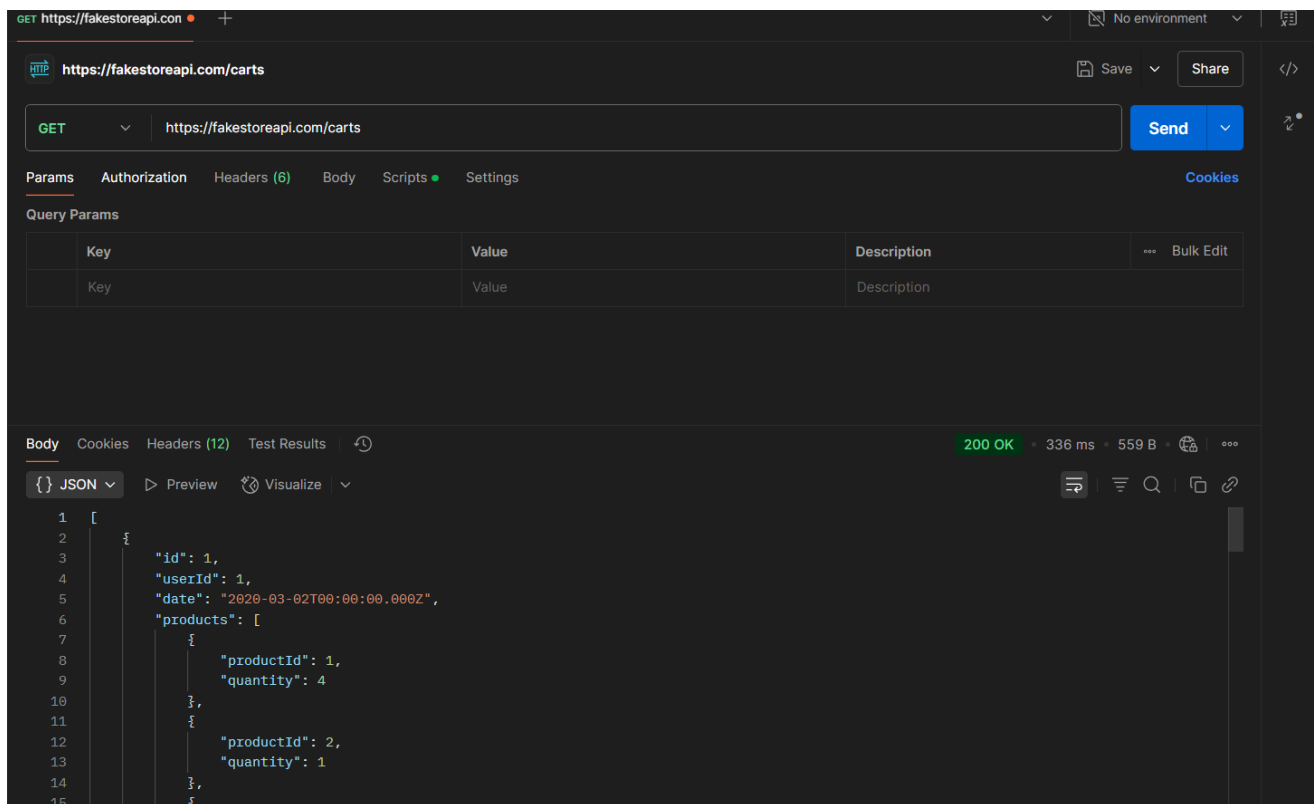 GET https://fakestoreapi.con
No environment
HTTP https://fakestoreapi.com/carts
Save
Share
GET https://fakestoreapi.com/carts
Send
Params Authorization Headers (6) Body Scripts Settings Cookies
Query Params
Key Value Description Bulk Edit
Key Value Description
Body Cookies Headers (12) Test Results 200 OK 336 ms 559 B
{} JSON Preview Visualize
1 [
2 {
3 "id": 1,
4 "userId": 1,
5 "date": "2020-03-02T00:00:00.000Z",
6 "products": [
7 {
8 "productId": 1,
9 "quantity": 4
10 },
11 {
12 "productId": 2,
13 "quantity": 1
14 },
15 {